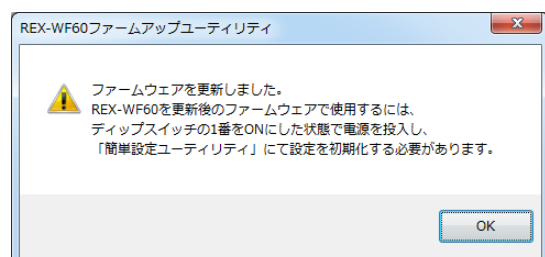 REX-WF60ファームアップユーティリティ
ファームウェアを更新しました。
REX-WF60を更新後のファームウェアで使用するには、
ディップスイッチの1番をONにした状態で電源を投入し、
「簡単設定ユーティリティ」にて設定を初期化する必要があります。
OK